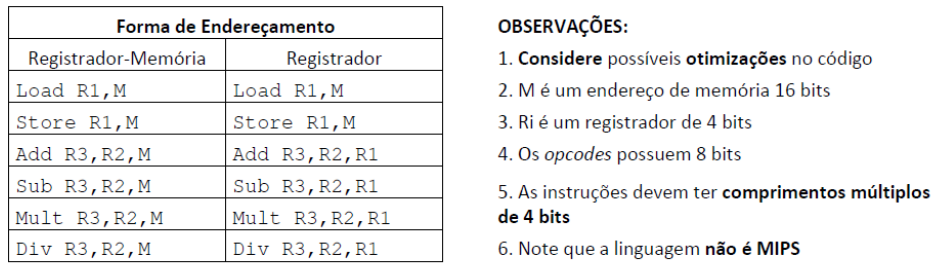 Forma de Endereçamento
Registrador-Memória Registrador
Load R1,M Load R1,M
Store R1,M Store R1,M
Add R3,R2,M Add R3,R2,R1
Sub R3,R2,M Sub R3,R2,R1
Mult R3,R2,M Mult R3,R2,R1
Div R3,R2,M Div R3,R2,R1
OBSERVAÇÕES:
1. Considere possíveis otimizações no código
2. M é um endereço de memória 16 bits
3. Ri é um registrador de 4 bits
4. Os opcodes possuem 8 bits
5. As instruções devem ter comprimentos múltiplos
de 4 bits
6. Note que a linguagem não é MIPS